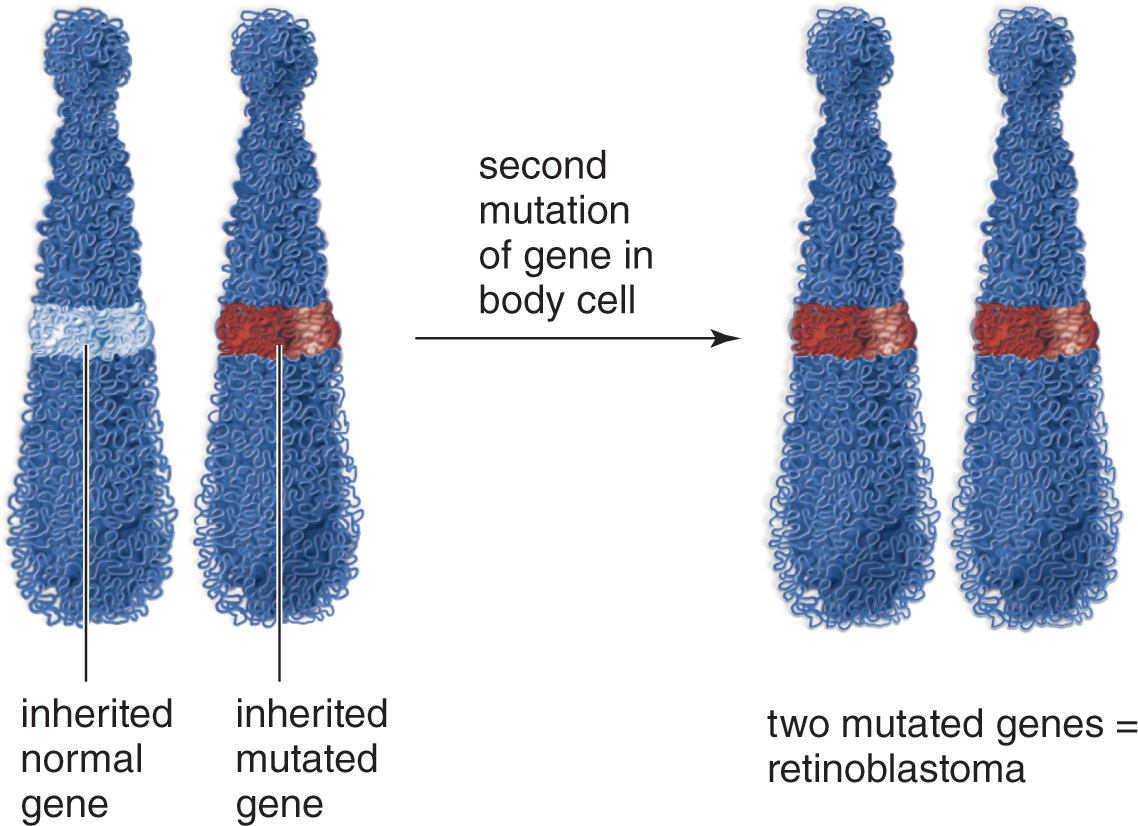 second
mutation
of gene in
body cell
inherited
normal
gene
inherited
mutated
gene
two mutated genes =
retinoblastoma